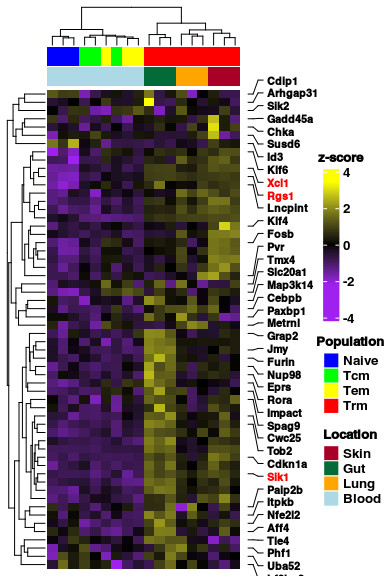 Cdip1
Arhgap31
Sik2
Gadd45a
Chka
Susd6
Id3
Klf6
Xcl1
Rgs1
Lncpint
Klf4
Fosb
Pvr
Tmx4
Slc20a1
Map3k14
Cebpb
Paxbp1
Metrnl
Grap2
Jmy
Furin
Nup98
Eprs
Rora
Impact
Spag9
Cwc25
Tob2
Cdkn1a
Slk1
Paip2b
Itpkb
Nfe2l2
Aff4
Tle4
Phf1
Uba52
z-score
4
2
0
-2
-4
Population
Naive
Tcm
Tem
Trm
Location
Skin
Gut
Lung
Blood